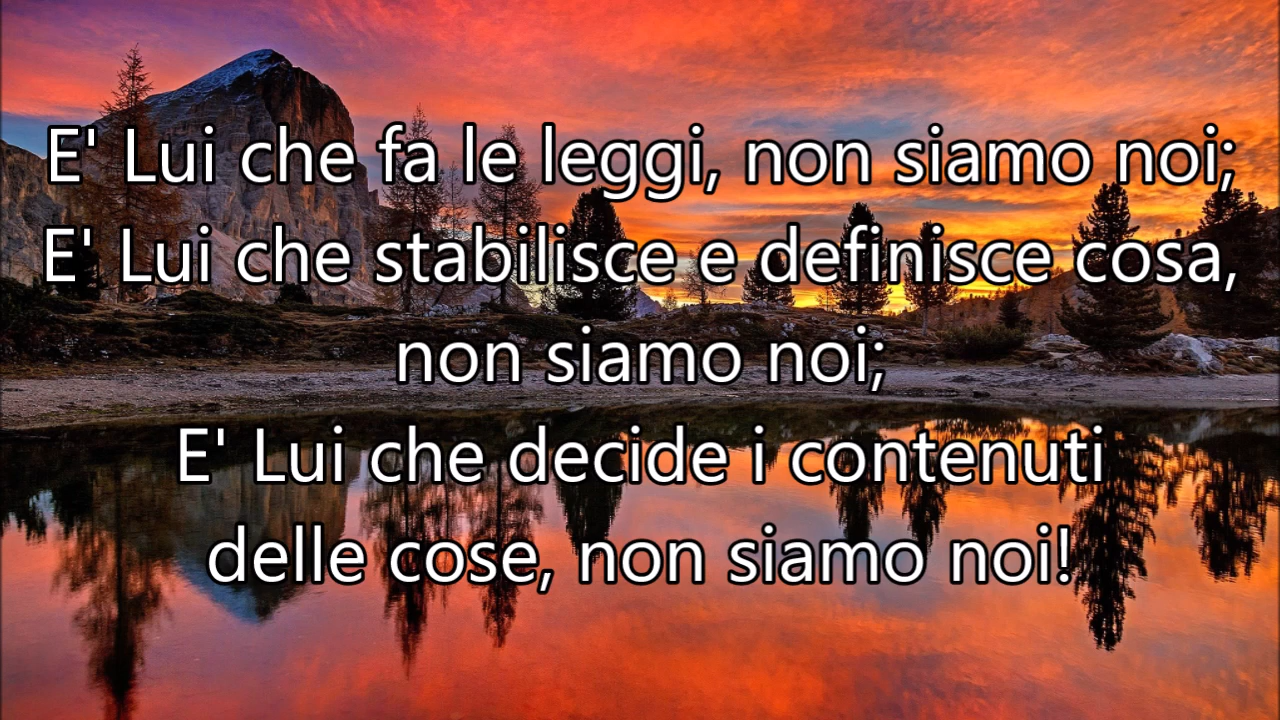 E' Lui che fa le leggi, non siamo noi;
E' Lui che stabilisce e definisce cosa,
non siamo noi;
E' Lui che decide i contenuti
delle cose, non siamo noi!